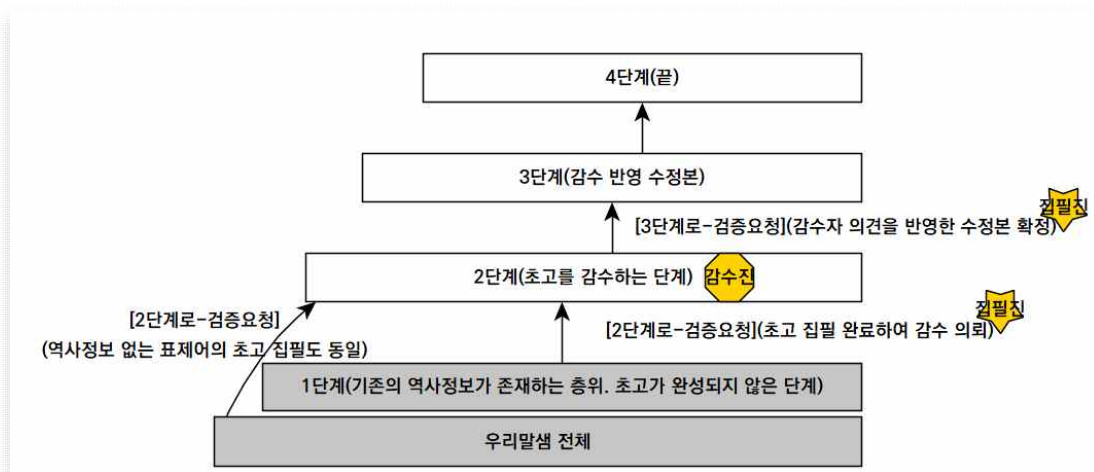 4단계(끝)
3단계(감수 반영 수정본)
집필진
[3단계로-검증요청](감수자 의견을 반영한 수정본 확정)
2단계(초고를 감수하는 단계) 감수진
집필진
[2단계로-검증요청]
[2단계로-검증요청](초고 집필 완료하여 감수 의뢰)
(역사정보 없는 표제어의 초고 집필도 동일)
1단계(기존의 역사정보가 존재하는 층위. 초고가 완성되지 않은 단계)
우리말샘 전체